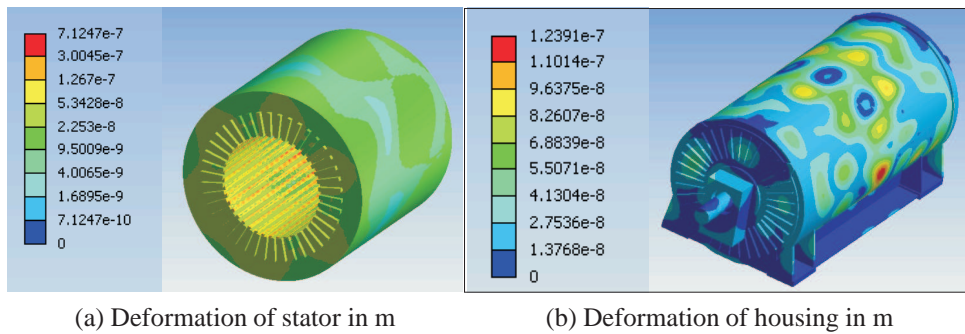 7.1247e-7
3.0045e-7
1.267e-7
5.3428e-8
2.253e-8
9.5009e-9
4.0065e-9
1.6895e-9
7.1247e-10
0
1.2391e-7
1.1014e-7
9.6375e-8
8.2607e-8
6.8839e-8
5.5071e-8
4.1304e-8
2.7536e-8
1.3768e-8
0
(a) Deformation of stator in m
(b) Deformation of housing in m